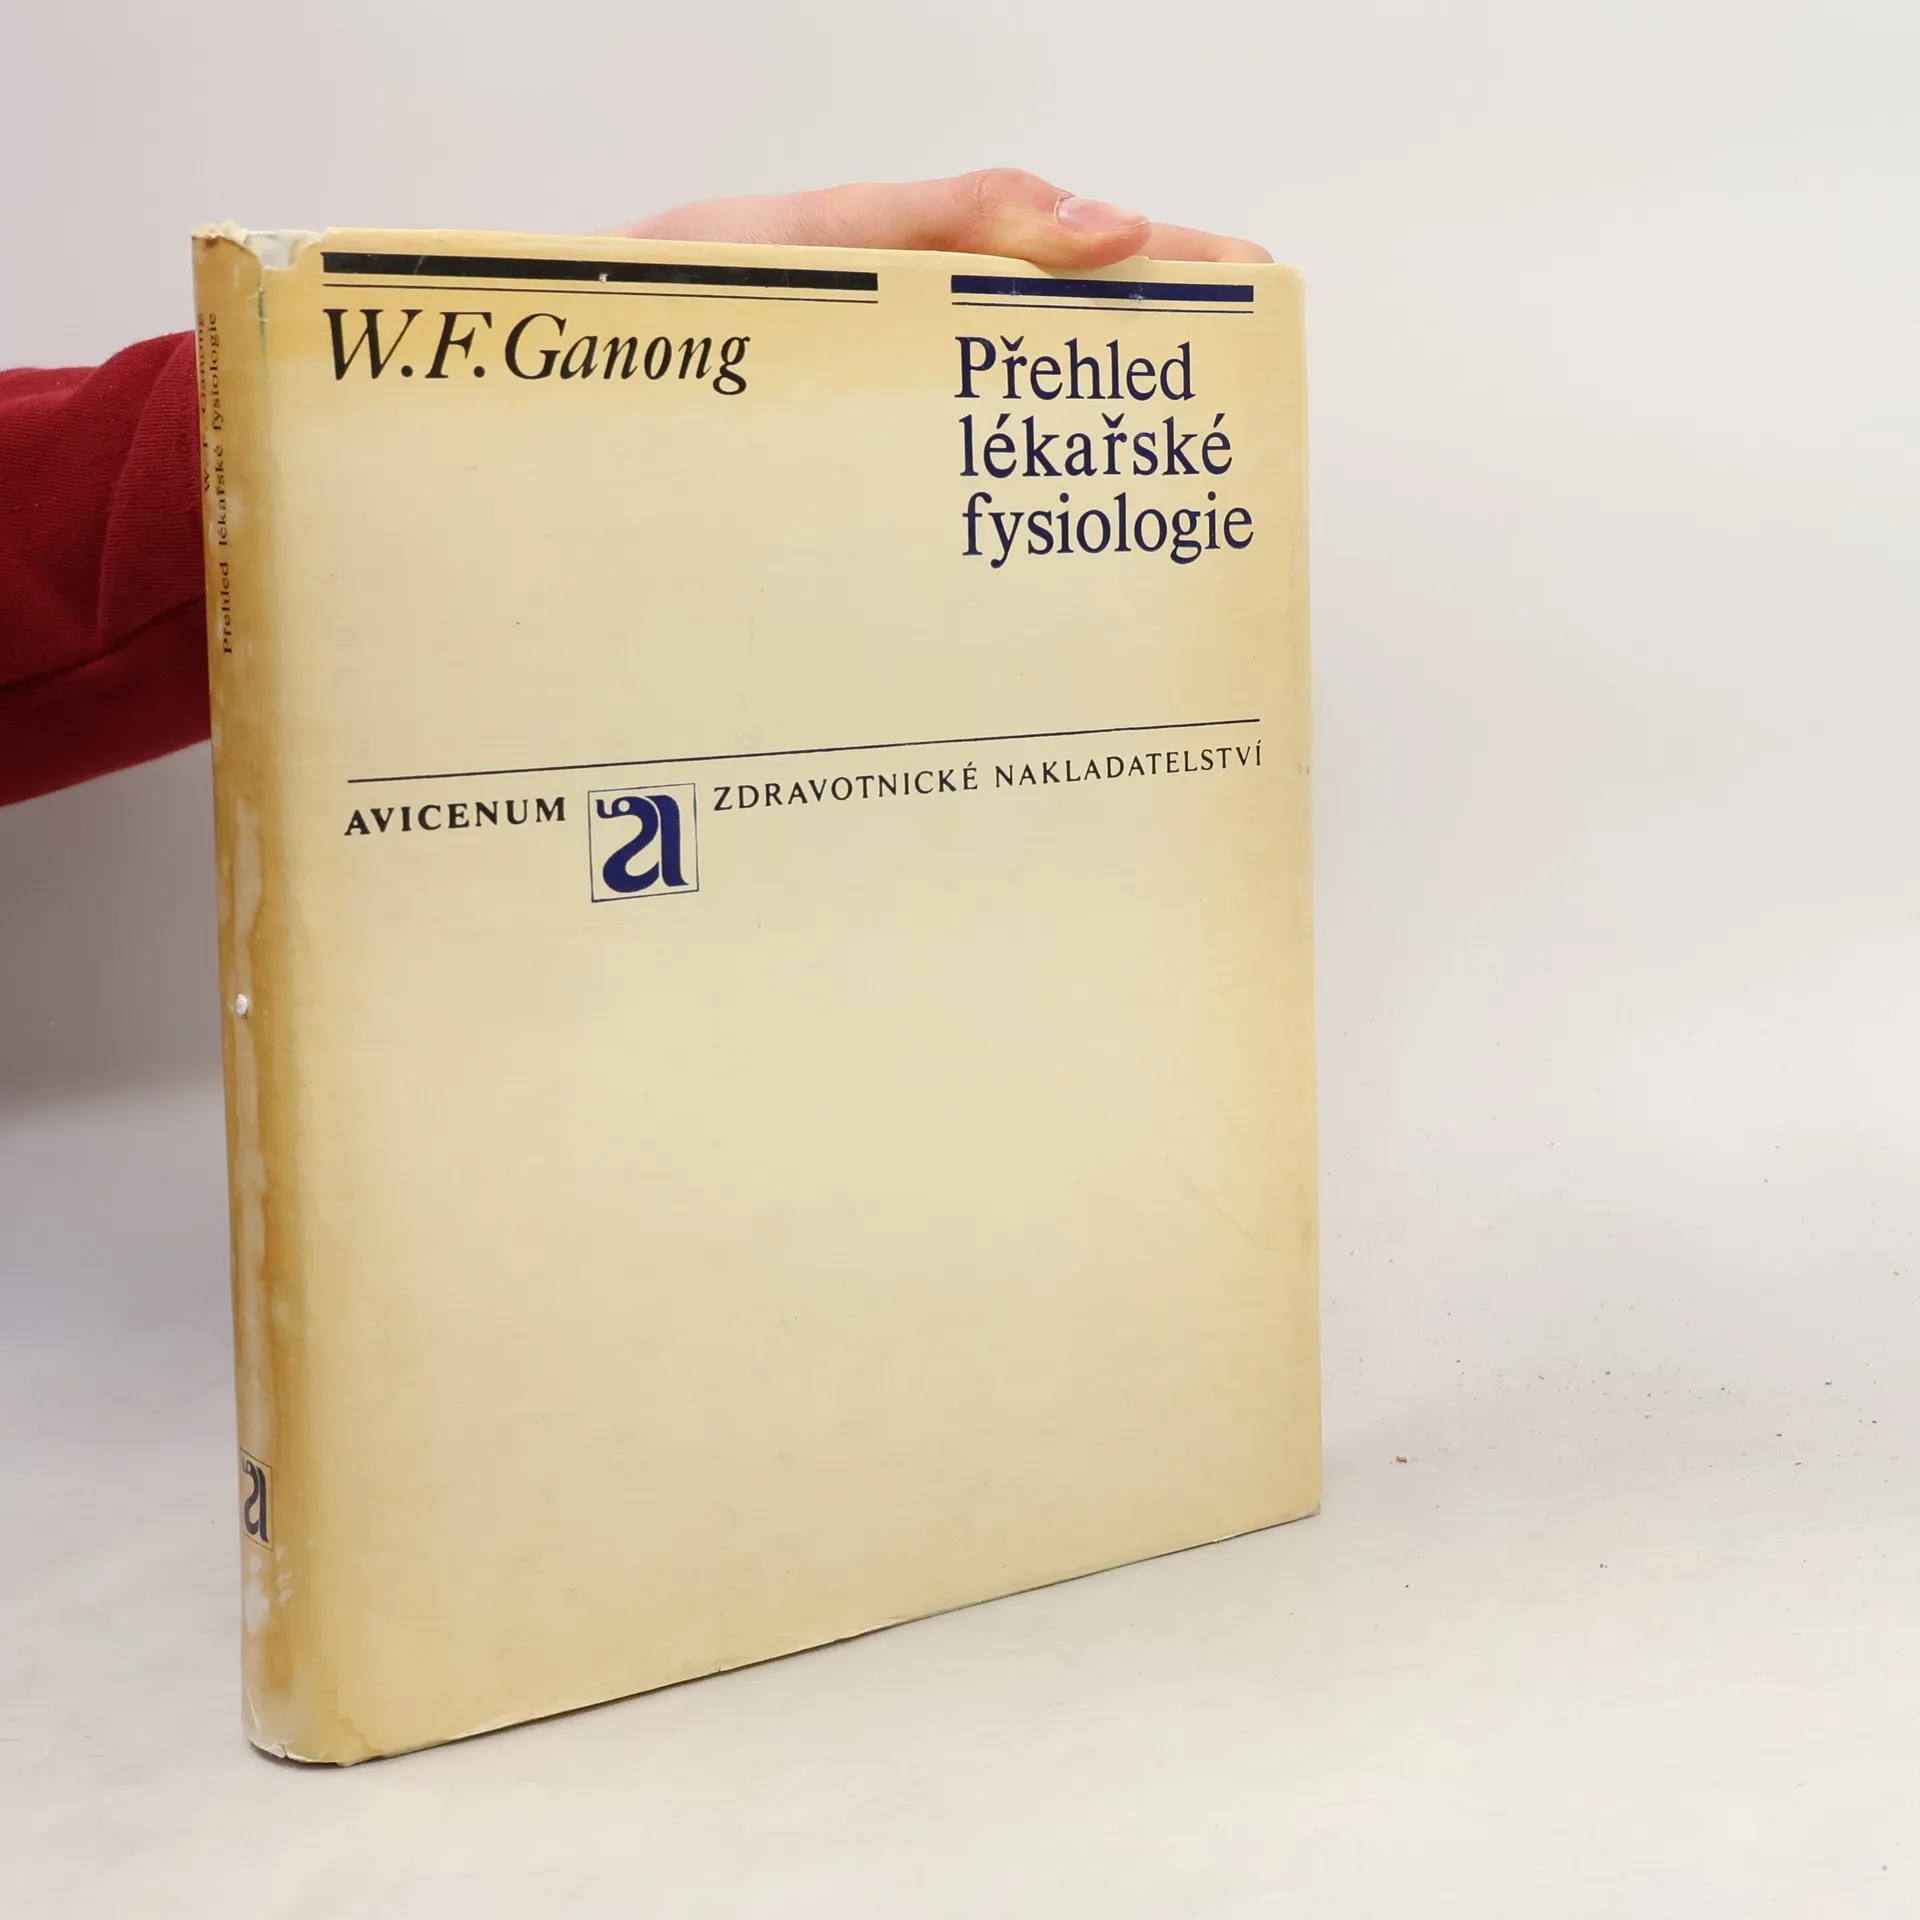 W.F. Ganong
Přehled
lékařské
fysiologie
AVICENUM
ZDRAVOTNICKÉ NAKLADATELSTVÍ
W. F. Ganong
Přehled lékařské fysiologie